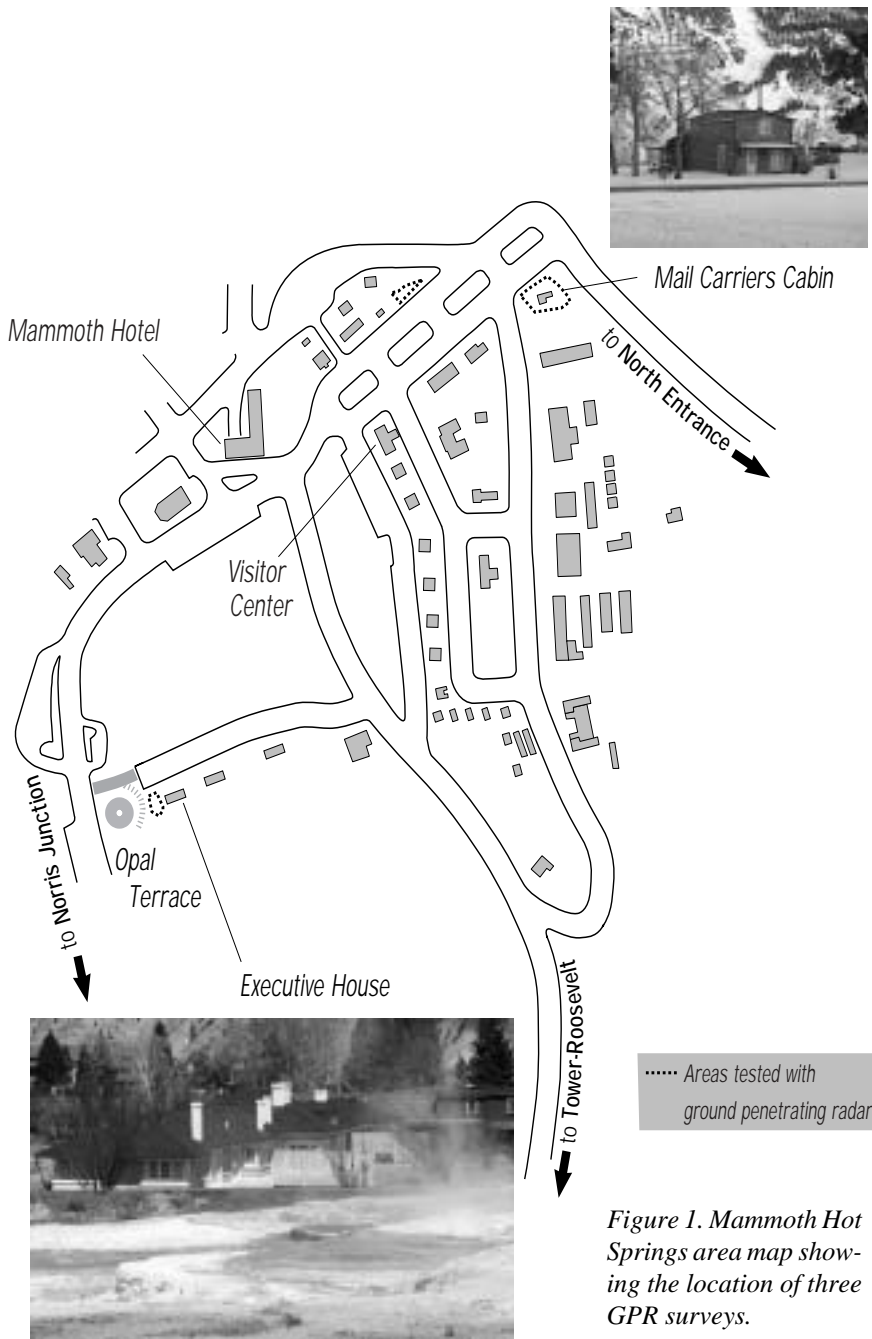 Mail Carriers Cabin
Mammoth Hotel
to North Entrance
Visitor
Center
to Norris Junction
Opal
Terrace
Executive House
to Tower-Roosevelt
Areas tested with
ground penetrating radar
Figure 1. Mammoth Hot
Springs area map show-
ing the location of three
GPR surveys.